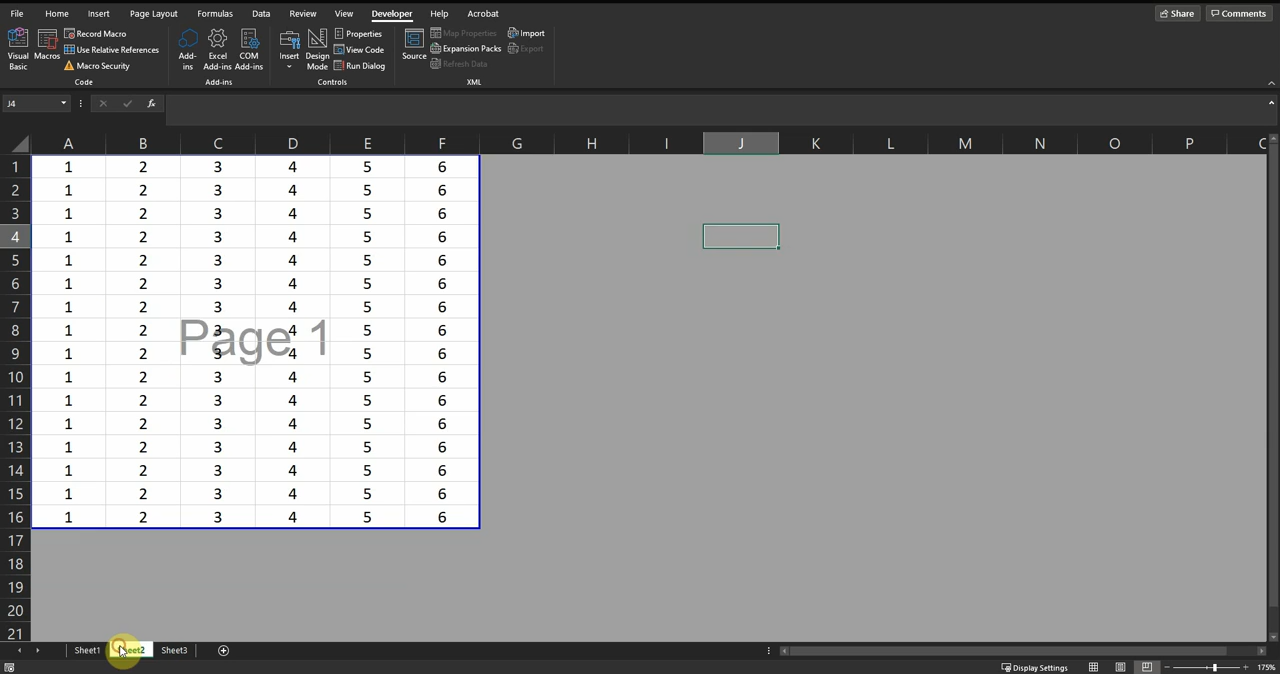 File Home Insert Page Layout Formulas Data Review View Developer Help Acrobat Share Comments
Visual Basic Macros Record Macro Use Relative References Macro Security Code
Add-ins Excel Add-ins COM Add-ins Add-ins
Insert Design Mode Properties View Code Run Dialog Controls
Source Map Properties Expansion Packs Refresh Data Import Export XML
J4 fx
A B C D E F G H I J K L M N O P
1 1 2 3 4 5 6
2 1 2 3 4 5 6
3 1 2 3 4 5 6
4 1 2 3 4 5 6
5 1 2 3 4 5 6
6 1 2 3 4 5 6
7 1 2 3 4 5 6
8 1 2 3 4 5 6
Page 1
9 1 2 3 4 5 6
10 1 2 3 4 5 6
11 1 2 3 4 5 6
12 1 2 3 4 5 6
13 1 2 3 4 5 6
14 1 2 3 4 5 6
15 1 2 3 4 5 6
16 1 2 3 4 5 6
17
18
19
20
21
Sheet1 Sheet2 Sheet3
Display Settings 175%